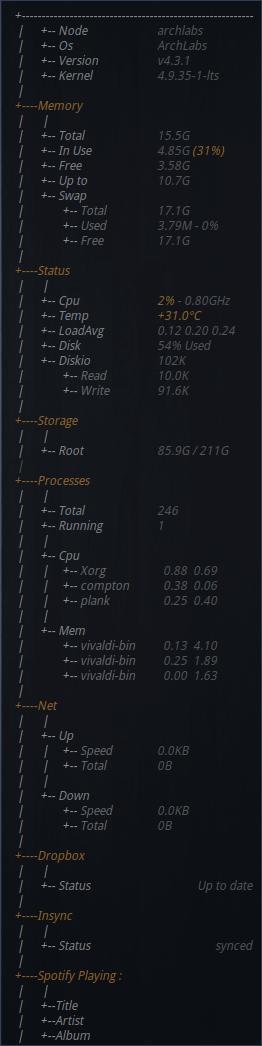 +-----------------------------------------------
| +-- Node archlabs
| +-- Os ArchLabs
| +-- Version v4.3.1
| +-- Kernel 4.9.35-1-lts
|
+----Memory
| |
| +-- Total 15.5G
| +-- In Use 4.85G (31%)
| +-- Free 3.58G
| +-- Up to 10.7G
| +-- Swap
| +-- Total 17.1G
| +-- Used 3.79M - 0%
| +-- Free 17.1G
|
+----Status
| |
| +-- Cpu 2% - 0.80GHz
| +-- Temp +31.0°C
| +-- LoadAvg 0.12 0.20 0.24
| +-- Disk 54% Used
| +-- Diskio 102K
| +-- Read 10.0K
| +-- Write 91.6K
|
+----Storage
| |
| +-- Root 85.9G / 211G
|
+----Processes
| |
| +-- Total 246
| +-- Running 1
| |
| +-- Cpu
| | +-- Xorg 0.88 0.69
| | +-- compton 0.38 0.06
| | +-- plank 0.25 0.40
| |
| +-- Mem
| +-- vivaldi-bin 0.13 4.10
| +-- vivaldi-bin 0.25 1.89
| +-- vivaldi-bin 0.00 1.63
|
+----Net
| |
| +-- Up
| | +-- Speed 0.0KB
| | +-- Total 0B
| |
| +-- Down
| +-- Speed 0.0KB
| +-- Total 0B
|
+----Dropbox
| |
| +-- Status Up to date
|
+----Insync
| |
| +-- Status synced
|
+----Spotify Playing :
| |
| +--Title
| +--Artist
| +--Album